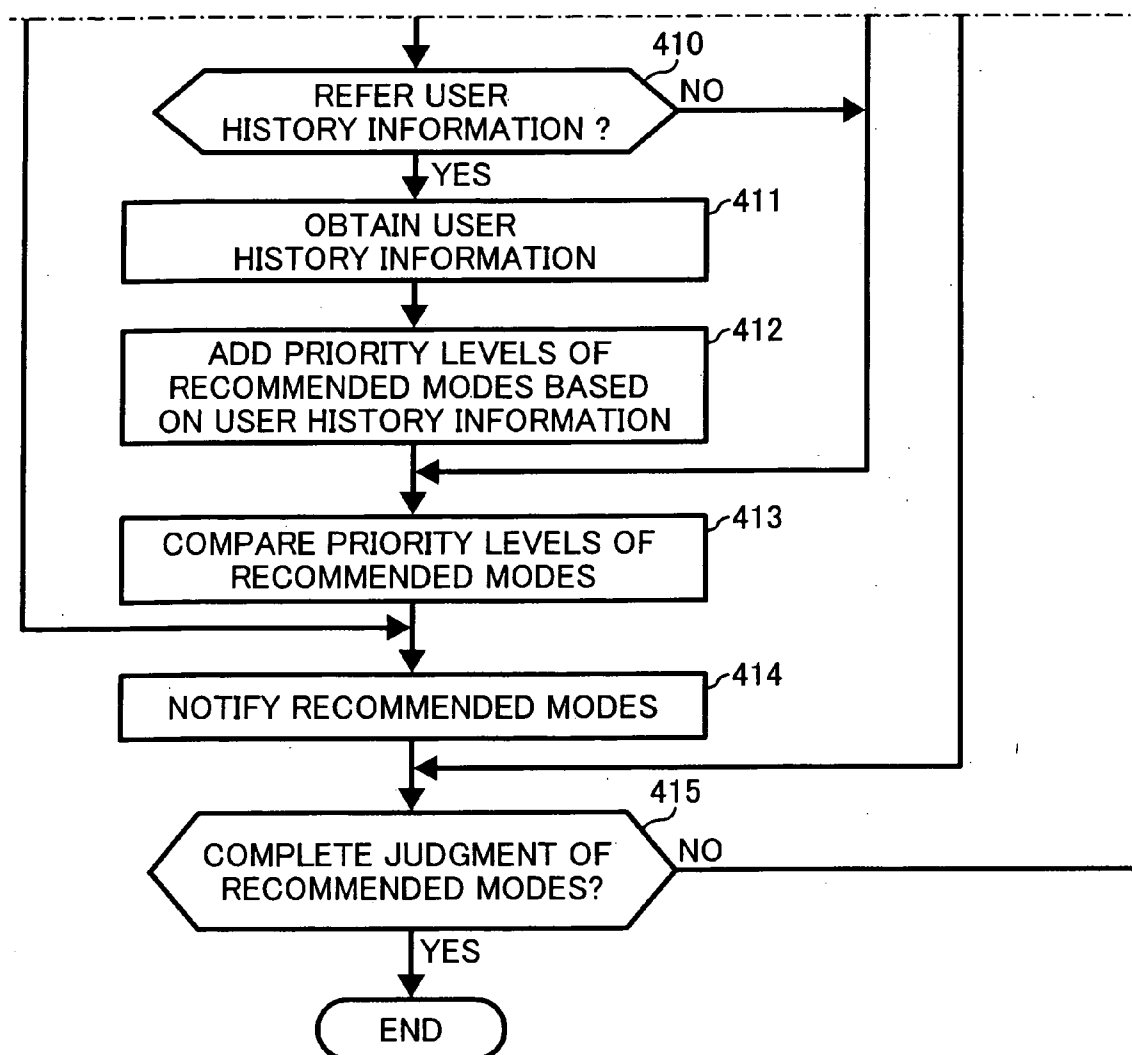 410
REFER USER
HISTORY INFORMATION ?
NO
YES
411
OBTAIN USER
HISTORY INFORMATION
412
ADD PRIORITY LEVELS OF
RECOMMENDED MODES BASED
ON USER HISTORY INFORMATION
413
COMPARE PRIORITY LEVELS OF
RECOMMENDED MODES
414
NOTIFY RECOMMENDED MODES
415
COMPLETE JUDGMENT OF
RECOMMENDED MODES?
NO
YES
END